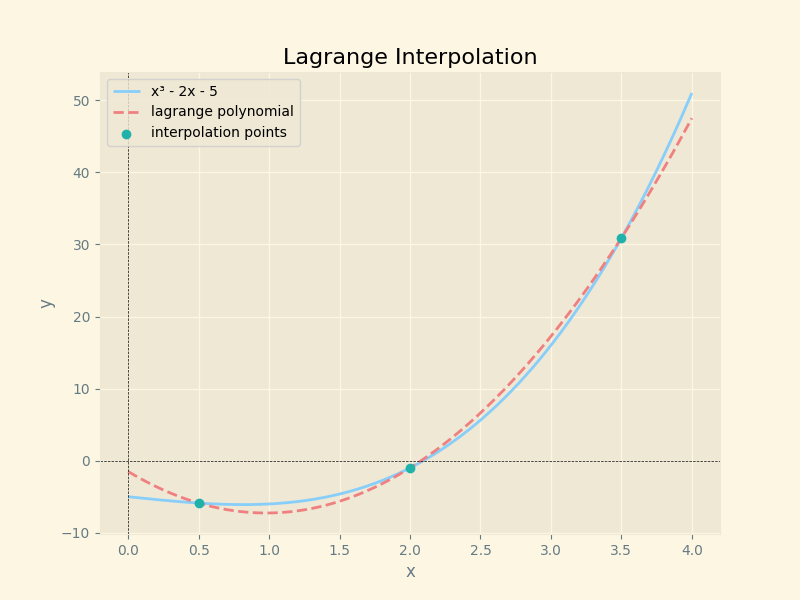 Lagrange Interpolation
x³ - 2x - 5
lagrange polynomial
interpolation points
50
40
30
20
10
0
−10
y
0.0 0.5 1.0 1.5 2.0 2.5 3.0 3.5 4.0
x